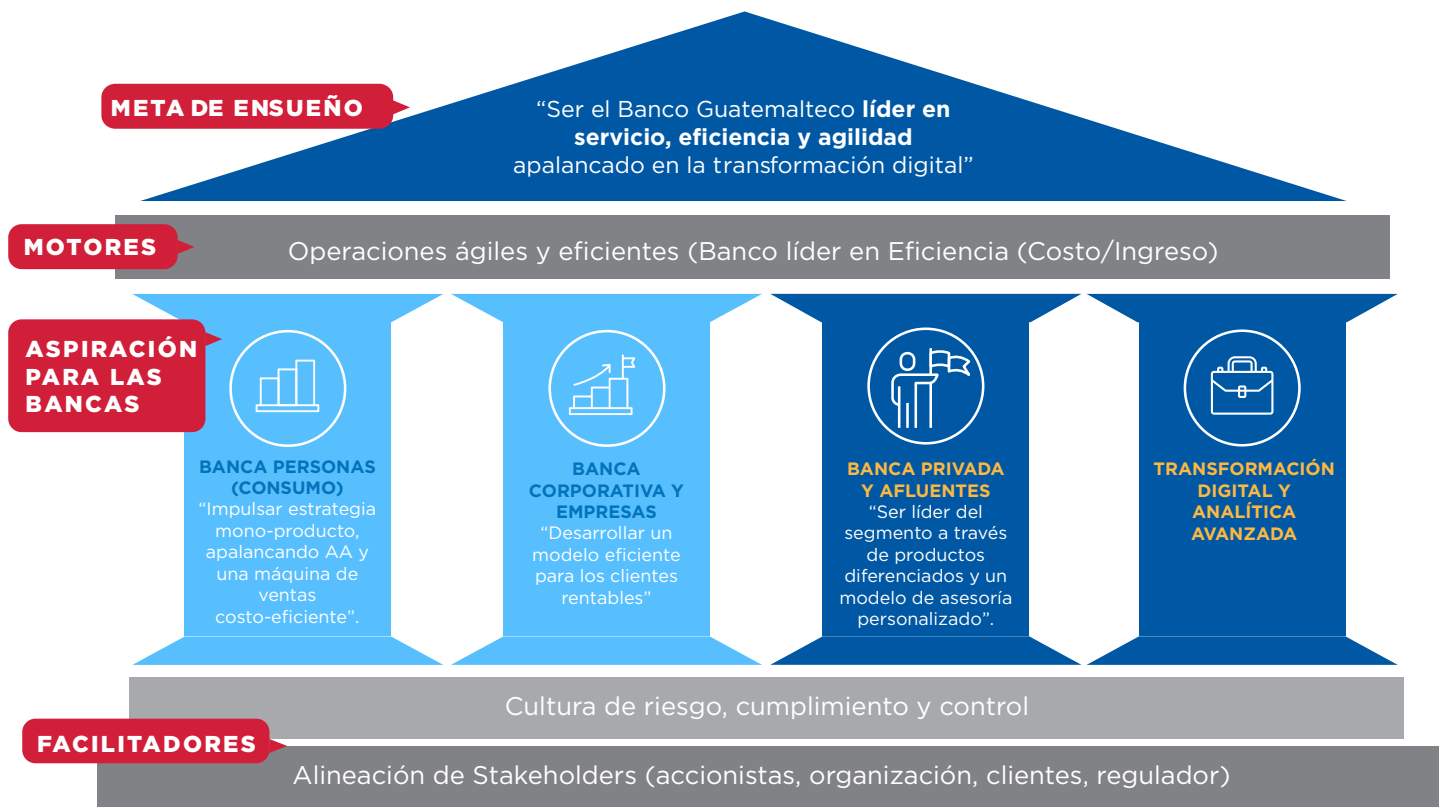 META DE ENSUEÑO
“Ser el Banco Guatemalteco líder en
servicio, eficiencia y agilidad
apalancado en la transformación digital”
MOTORES
Operaciones ágiles y eficientes (Banco líder en Eficiencia (Costo/Ingreso)
ASPIRACIÓN
PARA LAS
BANCAS
BANCA PERSONAS
(CONSUMO)
“Impulsar estrategia
mono-producto,
apalancando AA y
una máquina de
ventas
costo-eficiente”.
BANCA
CORPORATIVA Y
EMPRESAS
“Desarrollar un
modelo eficiente
para los clientes
rentables”
BANCA PRIVADA
Y AFLUENTES
“Ser líder del
segmento a través
de productos
diferenciados y un
modelo de asesoría
personalizado”.
TRANSFORMACIÓN
DIGITAL Y
ANALÍTICA
AVANZADA
Cultura de riesgo, cumplimiento y control
FACILITADORES
Alineación de Stakeholders (accionistas, organización, clientes, regulador)